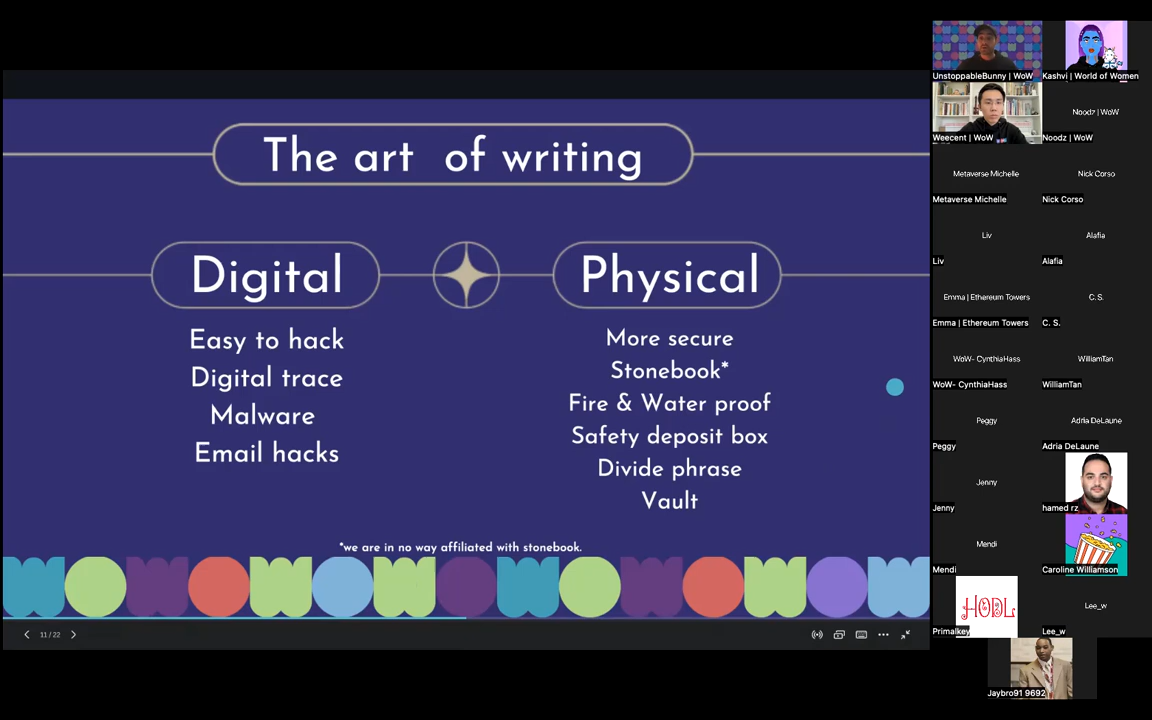 The art of writing
Digital
Physical
Easy to hack
Digital trace
Malware
Email hacks
More secure
Stonebook*
Fire & Water proof
Safety deposit box
Divide phrase
Vault
*we are in no way affiliated with stonebook.
11 / 22
UnstoppableBunny | WoW
Kashvi | World of Women
Weecent | WoW
Noodz | WoW
Noodz | WoW
Metaverse Michelle
Metaverse Michelle
Nick Corso
Nick Corso
Liv
Liv
Alafia
Alafia
Emma | Ethereum Towers
Emma | Ethereum Towers
C. S.
C. S.
WoW- CynthiaHass
WoW- CynthiaHass
WilliamTan
WilliamTan
Peggy
Peggy
Adria DeLaune
Adria DeLaune
Jenny
Jenny
hamed rz
Mendi
Mendi
Caroline Williamson
HODL
Primalkey
Lee_w
Lee_w
Jaybro91 9692